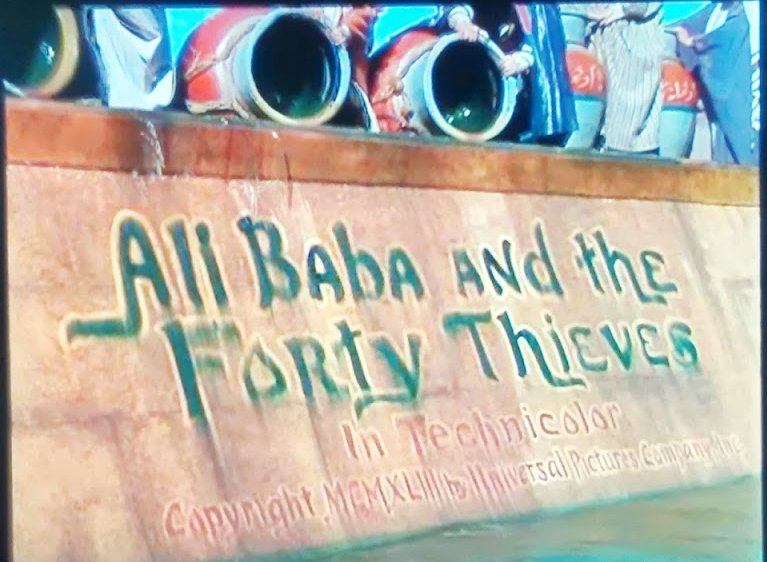 Ali Baba and the
Forty Thieves
In Technicolor
Copyright MCMXLIII by Universal Pictures Company Inc